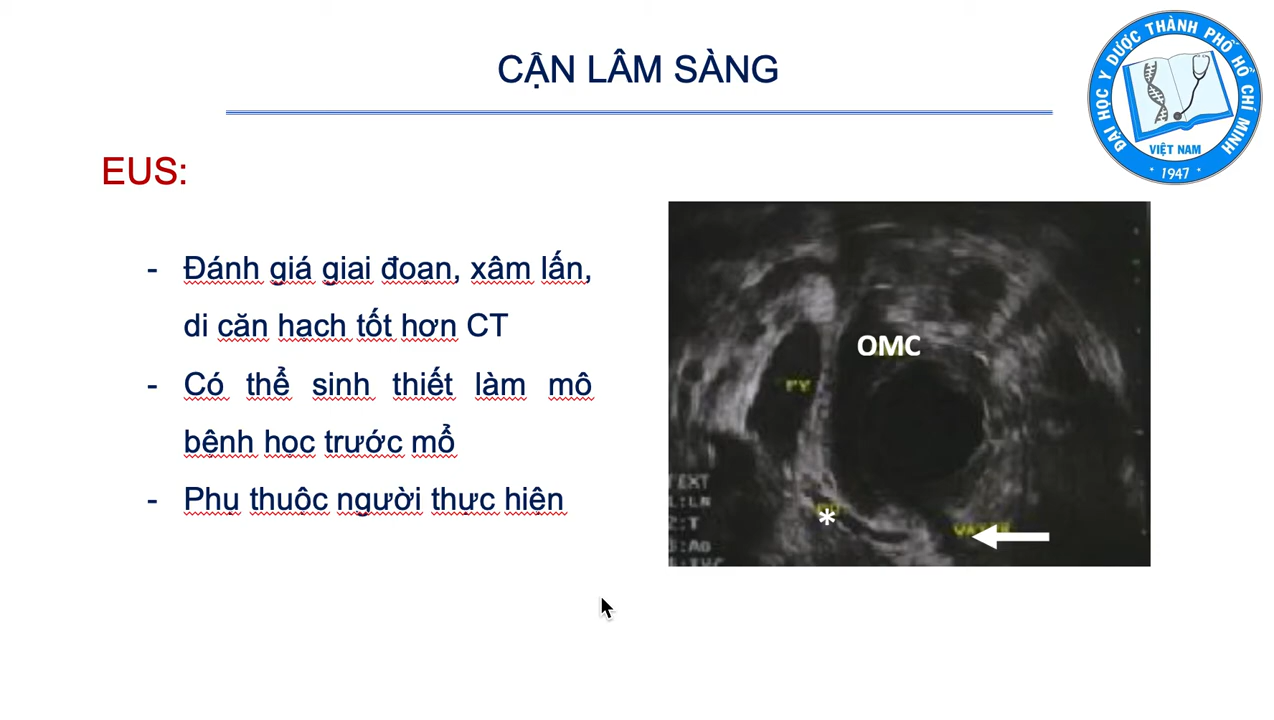 CẬN LÂM SÀNG
ĐẠI HỌC Y DƯỢC THÀNH PHỐ HỒ CHÍ MINH
VIỆT NAM
1947
EUS:
- Đánh giá giai đoạn, xâm lấn,
di căn hạch tốt hơn CT
- Có thể sinh thiết làm mô
bệnh học trước mổ
- Phụ thuộc người thực hiện
OMC
PV
*